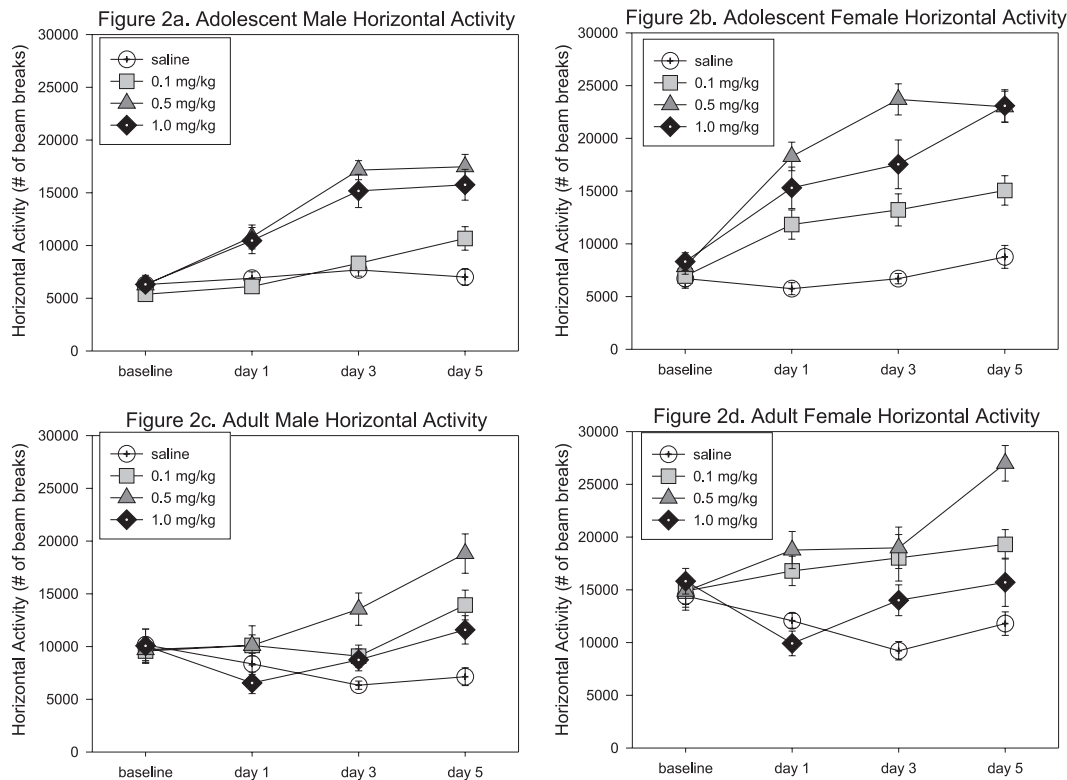 Figure 2a. Adolescent Male Horizontal Activity
Horizontal Activity (# of beam breaks)
30000
25000
20000
15000
10000
5000
0
saline
0.1 mg/kg
0.5 mg/kg
1.0 mg/kg
baseline day 1 day 3 day 5
Figure 2b. Adolescent Female Horizontal Activity
Horizontal Activity (# of beam breaks)
30000
25000
20000
15000
10000
5000
0
saline
0.1 mg/kg
0.5 mg/kg
1.0 mg/kg
baseline day 1 day 3 day 5
Figure 2c. Adult Male Horizontal Activity
Horizontal Activity (# of beam breaks)
30000
25000
20000
15000
10000
5000
0
saline
0.1 mg/kg
0.5 mg/kg
1.0 mg/kg
baseline day 1 day 3 day 5
Figure 2d. Adult Female Horizontal Activity
Horizontal Activity (# of beam breaks)
30000
25000
20000
15000
10000
5000
0
saline
0.1 mg/kg
0.5 mg/kg
1.0 mg/kg
baseline day 1 day 3 day 5